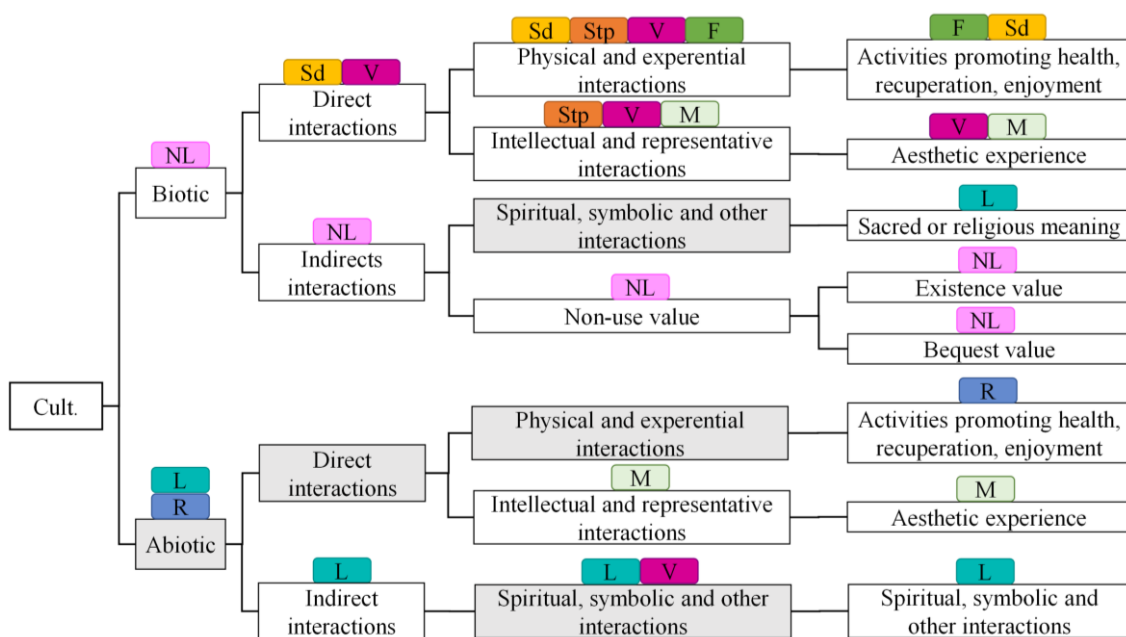 Sd Stp V F
Physical and experential
interactions
F Sd
Activities promoting health,
recuperation, enjoyment
Sd V
Direct
interactions
Stp V M
Intellectual and representative
interactions
V M
Aesthetic experience
NL
Biotic
NL
Indirects
interactions
Spiritual, symbolic and other
interactions
L
Sacred or religious meaning
NL
Non-use value
NL
Existence value
NL
Bequest value
Cult.
L
R
Abiotic
Direct
interactions
Physical and experential
interactions
R
Activities promoting health,
recuperation, enjoyment
M
Intellectual and representative
interactions
M
Aesthetic experience
L
Indirect
interactions
L V
Spiritual, symbolic and other
interactions
L
Spiritual, symbolic and
other interactions